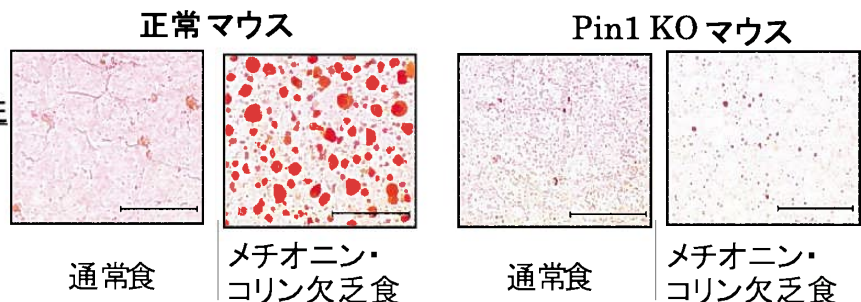 正常マウス
Pin1 KO マウス
通常食
メチオニン・
コリン欠乏食
通常食
メチオニン・
コリン欠乏食